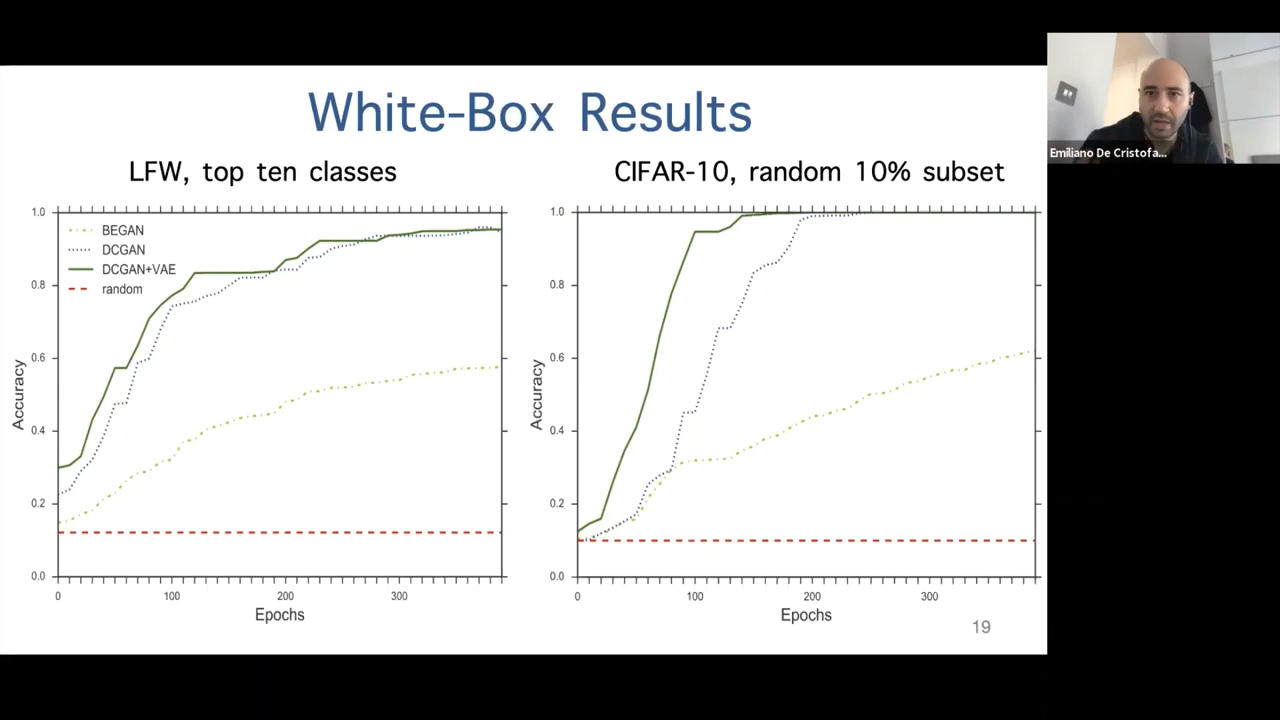 White-Box Results
LFW, top ten classes
CIFAR-10, random 10% subset
1.0
0.8
0.6
0.4
0.2
0.0
Accuracy
BEGAN
DCGAN
DCGAN+VAE
random
0
100
200
300
Epochs
1.0
0.8
0.6
0.4
0.2
0.0
Accuracy
0
100
200
300
Epochs
19
Emiliano De Cristofa...